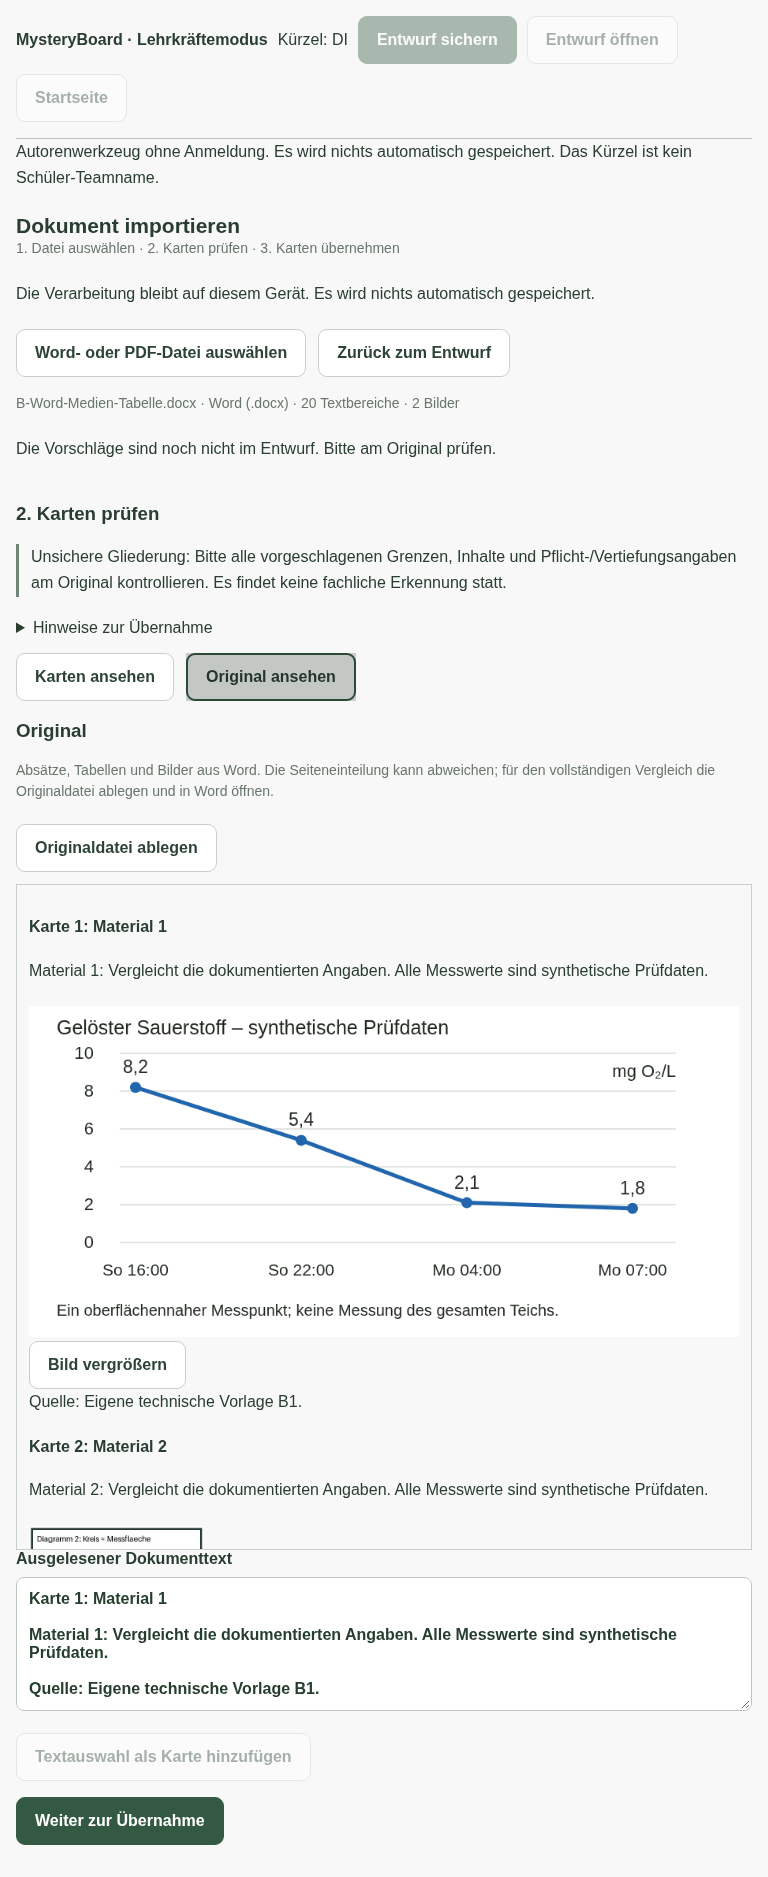 MysteryBoard · Lehrkräftemodus Kürzel: DI Entwurf sichern Entwurf öffnen
Startseite
Autorenwerkzeug ohne Anmeldung. Es wird nichts automatisch gespeichert. Das Kürzel ist kein
Schüler-Teamname.
Dokument importieren
1. Datei auswählen · 2. Karten prüfen · 3. Karten übernehmen
Die Verarbeitung bleibt auf diesem Gerät. Es wird nichts automatisch gespeichert.
Word- oder PDF-Datei auswählen Zurück zum Entwurf
B-Word-Medien-Tabelle.docx · Word (.docx) · 20 Textbereiche · 2 Bilder
Die Vorschläge sind noch nicht im Entwurf. Bitte am Original prüfen.
2. Karten prüfen
Unsichere Gliederung: Bitte alle vorgeschlagenen Grenzen, Inhalte und Pflicht-/Vertiefungsangaben
am Original kontrollieren. Es findet keine fachliche Erkennung statt.
Hinweise zur Übernahme
Karten ansehen Original ansehen
Original
Absätze, Tabellen und Bilder aus Word. Die Seiteneinteilung kann abweichen; für den vollständigen Vergleich die
Originaldatei ablegen und in Word öffnen.
Originaldatei ablegen
Karte 1: Material 1
Material 1: Vergleicht die dokumentierten Angaben. Alle Messwerte sind synthetische Prüfdaten.
Gelöster Sauerstoff – synthetische Prüfdaten
10
8,2
mg O₂/L
8
5,4
6
4
2,1
1,8
2
0
So 16:00 So 22:00 Mo 04:00 Mo 07:00
Ein oberflächennaher Messpunkt; keine Messung des gesamten Teichs.
Bild vergrößern
Quelle: Eigene technische Vorlage B1.
Karte 2: Material 2
Material 2: Vergleicht die dokumentierten Angaben. Alle Messwerte sind synthetische Prüfdaten.
Diagramm 2: Kreis = Messflaeche
Ausgelesener Dokumenttext
Karte 1: Material 1
Material 1: Vergleicht die dokumentierten Angaben. Alle Messwerte sind synthetische
Prüfdaten.
Quelle: Eigene technische Vorlage B1.
Textauswahl als Karte hinzufügen
Weiter zur Übernahme